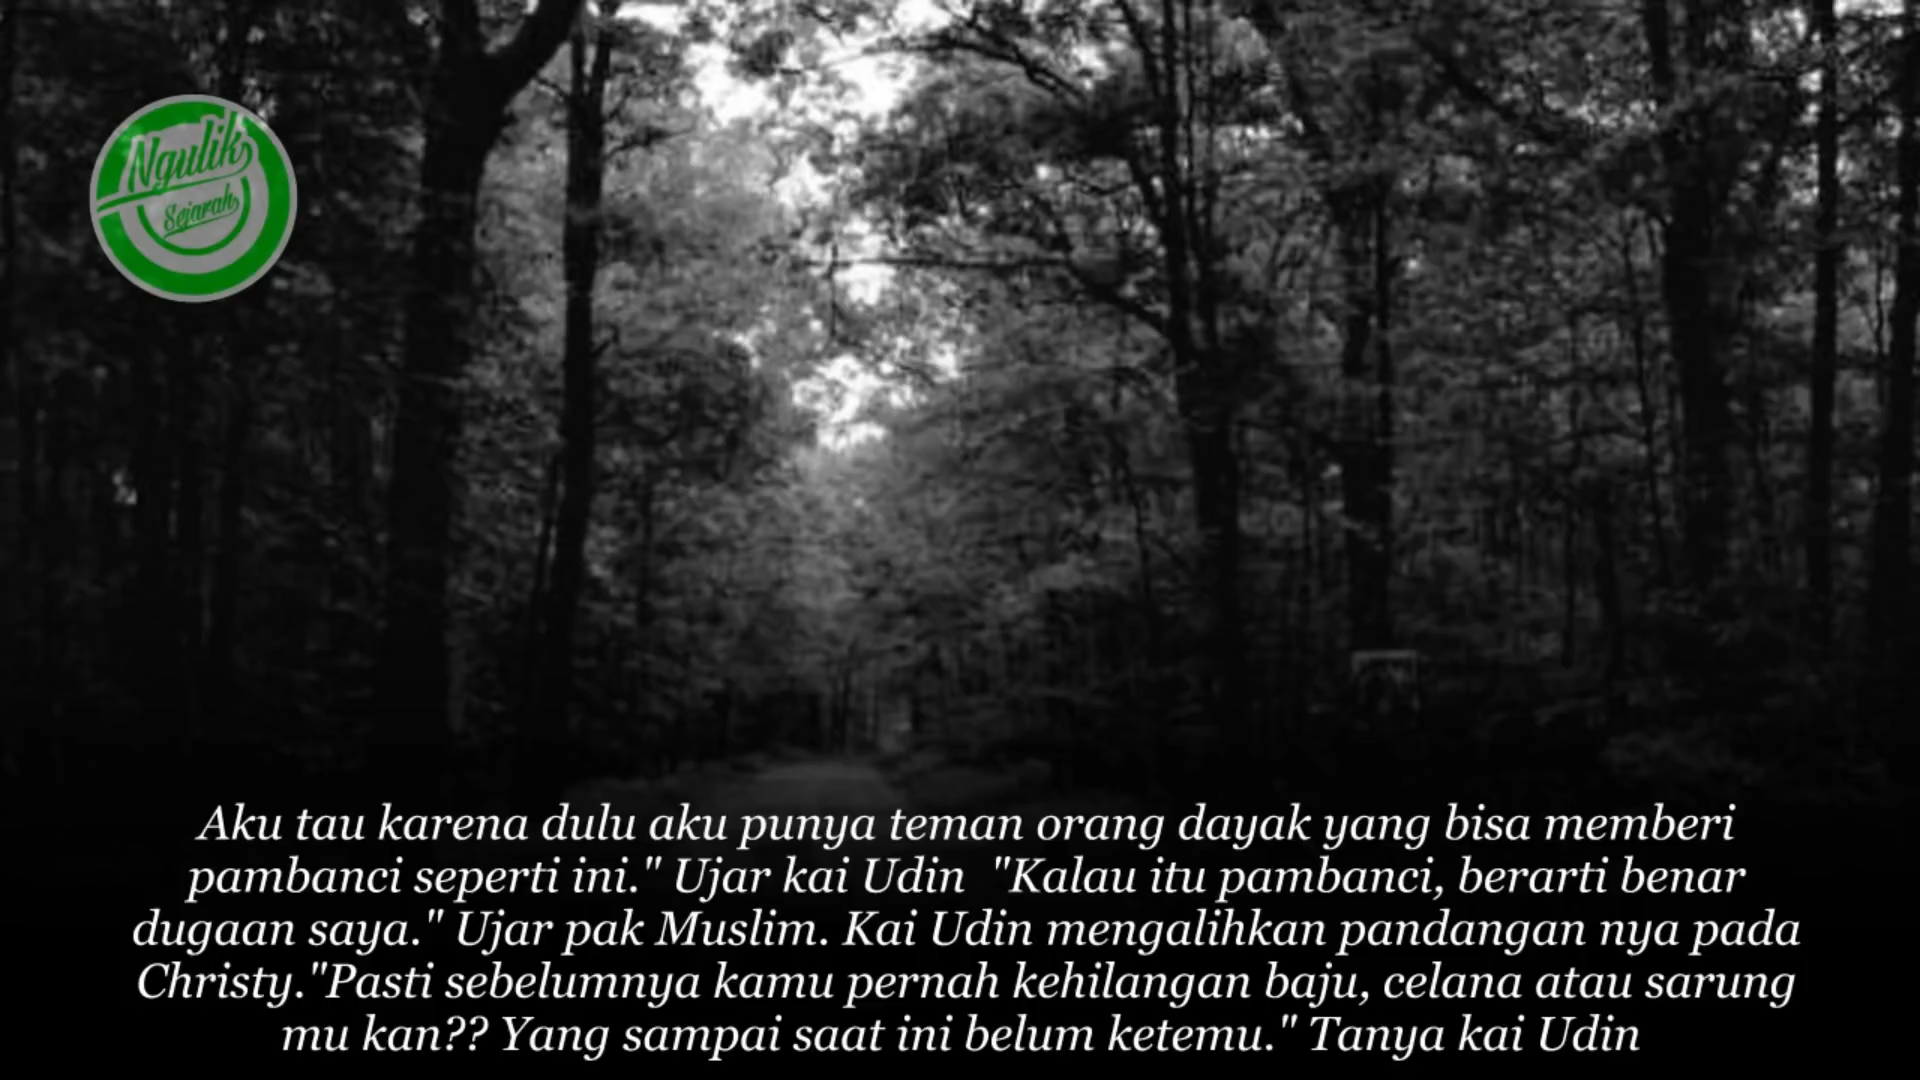 Ngulik
Sejarah
Aku tau karena dulu aku punya teman orang dayak yang bisa memberi
pambanci seperti ini." Ujar kai Udin  "Kalau itu pambanci, berarti benar
dugaan saya." Ujar pak Muslim. Kai Udin mengalihkan pandangan nya pada
Christy."Pasti sebelumnya kamu pernah kehilangan baju, celana atau sarung
mu kan?? Yang sampai saat ini belum ketemu." Tanya kai Udin